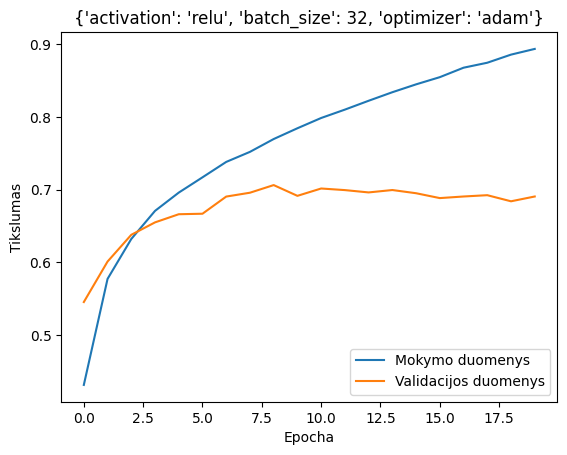 {'activation': 'relu', 'batch_size': 32, 'optimizer': 'adam'}
0.9
0.8
0.7
0.6
0.5
Tikslumas
Mokymo duomenys
Validacijos duomenys
0.0 2.5 5.0 7.5 10.0 12.5 15.0 17.5
Epocha